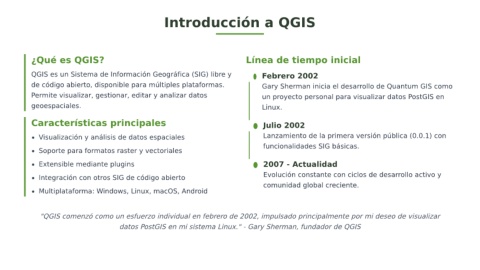 Introducción a QGIS
¿Qué es QGIS?
QGIS es un Sistema de Información Geográfica (SIG) libre y
de código abierto, disponible para múltiples plataformas.
Permite visualizar, gestionar, editar y analizar datos
geoespaciales.
Características principales
• Visualización y análisis de datos espaciales
• Soporte para formatos raster y vectoriales
• Extensible mediante plugins
• Integración con otros SIG de código abierto
• Multiplataforma: Windows, Linux, macOS, Android
Línea de tiempo inicial
Febrero 2002
Gary Sherman inicia el desarrollo de Quantum GIS como
un proyecto personal para visualizar datos PostGIS en
Linux.
Julio 2002
Lanzamiento de la primera versión pública (0.0.1) con
funcionalidades SIG básicas.
2007 - Actualidad
Evolución constante con ciclos de desarrollo activo y
comunidad global creciente.
"QGIS comenzó como un esfuerzo individual en febrero de 2002, impulsado principalmente por mi deseo de visualizar
datos PostGIS en mi sistema Linux." - Gary Sherman, fundador de QGIS